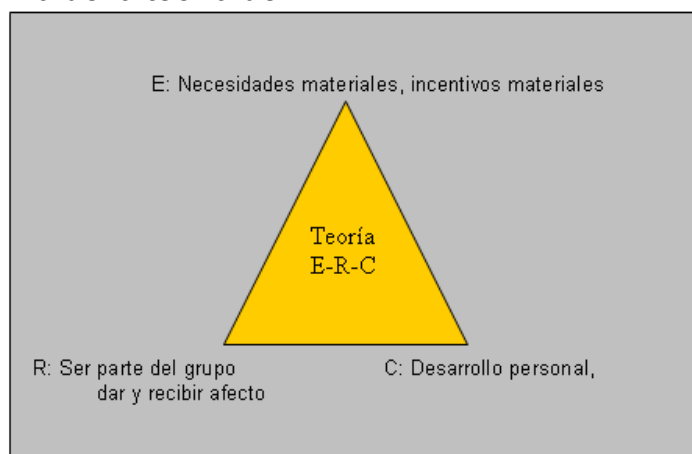 E: Necesidades materiales, incentivos materiales
Teoría
E-R-C
R: Ser parte del grupo
dar y recibir afecto
C: Desarrollo personal,